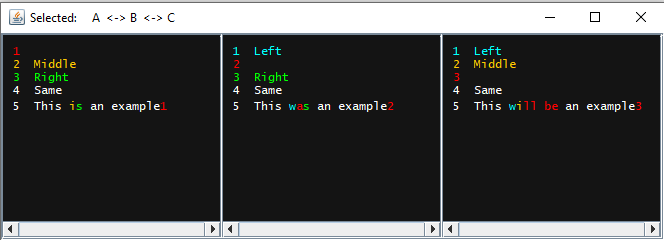 Selected: A <-> B <-> C
1
2 Middle
3 Right
4 Same
5 This is an example1
1 Left
2
3 Right
4 Same
5 This was an example2
1 Left
2 Middle
3
4 Same
5 This will be an example3